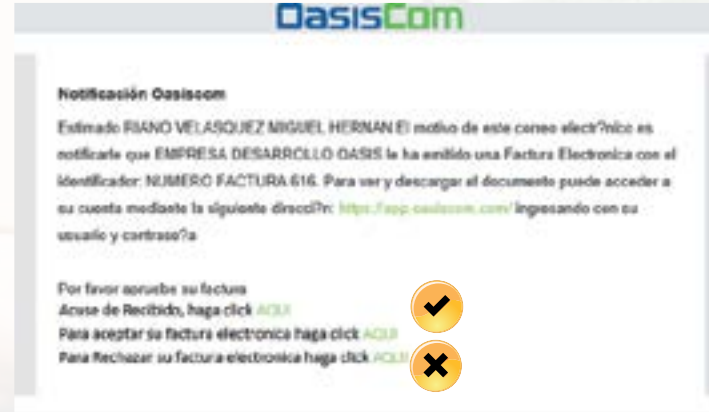 OasisCom
Notificación Oasiscom
Estimado RIANO VELASQUEZ MIGUEL HERNAN El motivo de este correo electr?nico es
notificarle que EMPRESA DESARROLLO OASIS le ha emitido una Factura Electronica con el
identificador: NUMERO FACTURA 616. Para ver y descargar el documento puede acceder a
su cuenta mediante la siguiente direcci?n: https://app.oasiscom.com/ ingresando con su
usuario y contrase?a
Por favor apruebe su factura
Acuse de Recibido, haga click AQUI
Para aceptar su factura electronica haga click AQUI
Para Rechazar su factura electronica haga click AQUI